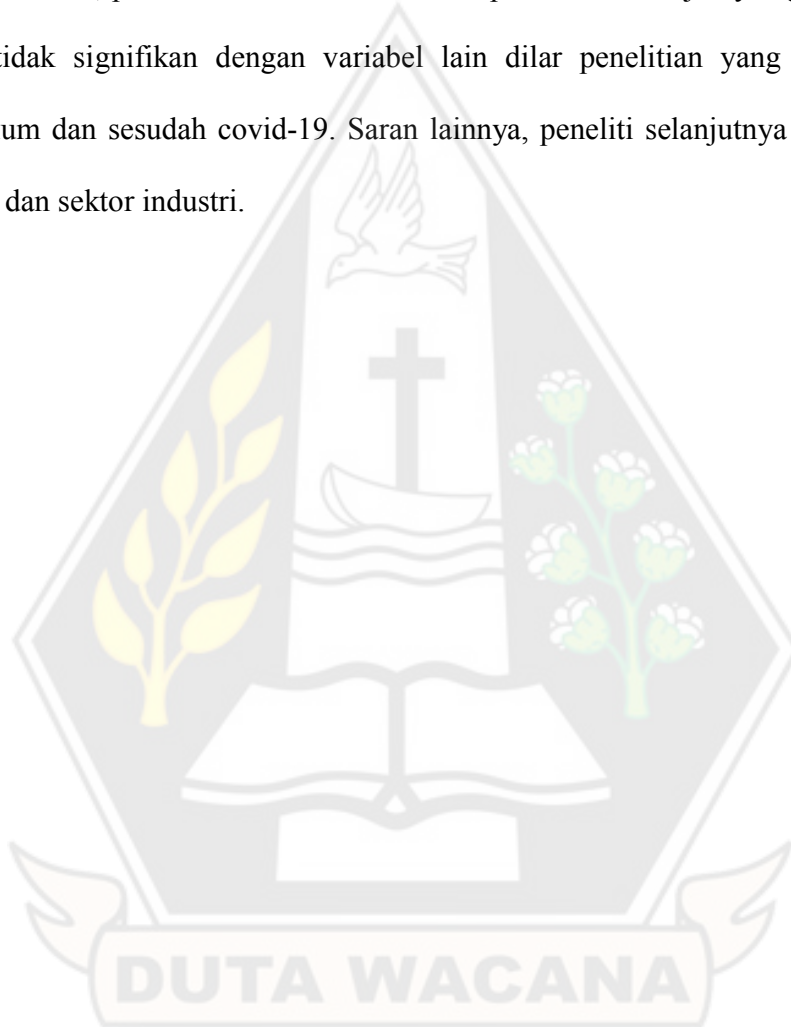 tidak signifikan dengan variabel lain dilar penelitian yang
um dan sesudah covid-19. Saran lainnya, peneliti selanjutnya
dan sektor industri.
DUTA WACANA